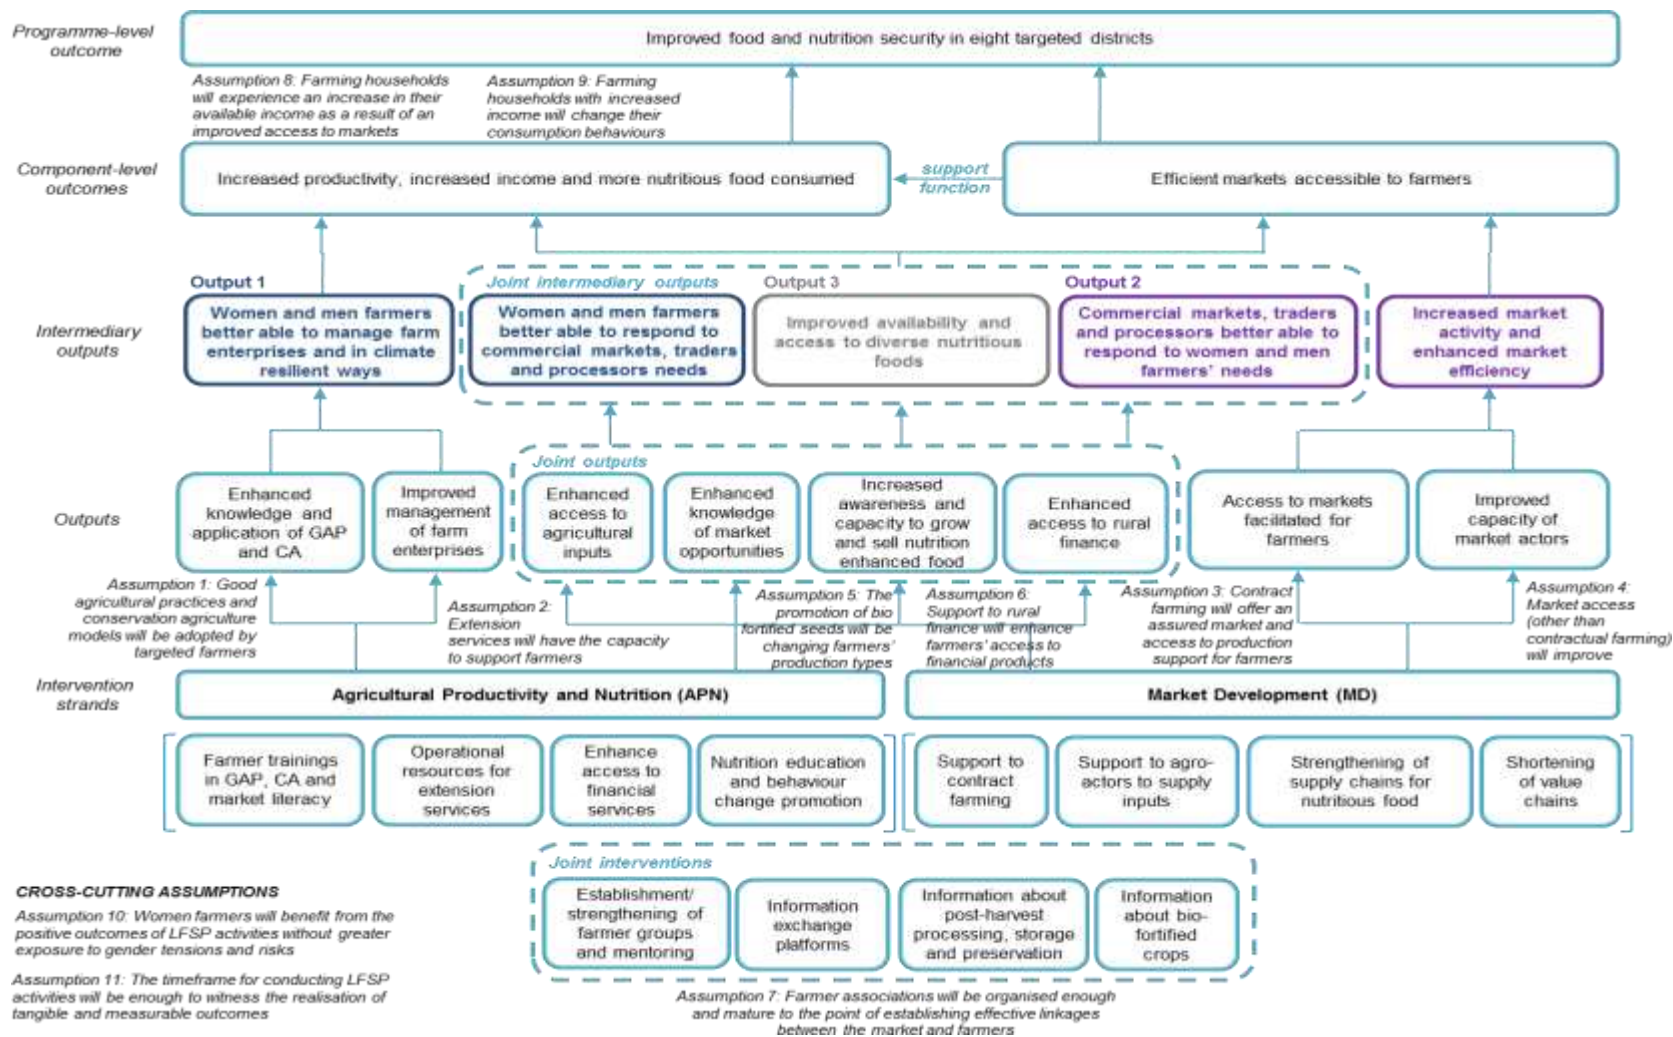 Programme-level
outcome
Improved food and nutrition security in eight targeted districts
Assumption 8: Farming households
will experience an increase in their
available income as a result of an
improved access to markets
Assumption 9: Farming
households with increased
income will change their
consumption behaviours
Component-level
outcomes
Increased productivity, increased income and more nutritious food consumed
support
function
Efficient markets accessible to farmers
Intermediary
outputs
Output 1
Women and men farmers
better able to manage farm
enterprises and in climate
resilient ways
Joint intermediary outputs
Women and men farmers
better able to respond to
commercial markets, traders
and processors needs
Output 3
Improved availability and
access to diverse nutritious
foods
Output 2
Commercial markets, traders
and processors better able to
respond to women and men
farmers' needs
Increased market
activity and
enhanced market
efficiency
Outputs
Enhanced
knowledge and
application of GAP
and CA
Improved
management
of farm
enterprises
Joint outputs
Enhanced
access to
agricultural
inputs
Enhanced
knowledge
of market
opportunities
Increased
awareness and
capacity to grow
and sell nutrition
enhanced food
Enhanced
access to rural
finance
Access to markets
facilitated for
farmers
Improved
capacity of
market actors
Assumption 1: Good
agricultural practices and
conservation agriculture
models will be adopted by
targeted farmers
Assumption 2:
Extension
services will have the capacity
to support farmers
Assumption 5: The
promotion of bio
fortified seeds will be
changing farmers'
production types
Assumption 6:
Support to rural
finance will enhance
farmers' access to
financial products
Assumption 3: Contract
farming will offer an
assured market and
access to production
support for farmers
Assumption 4:
Market access
(other than
contractual farming)
will improve
Intervention
strands
Agricultural Productivity and Nutrition (APN)
Market Development (MD)
Farmer trainings
in GAP, CA and
market literacy
Operational
resources for
extension
services
Enhance
access to
financial
services
Nutrition education
and behaviour
change promotion
Support to
contract
farming
Support to agro-
actors to supply
inputs
Strengthening of
supply chains for
nutritious food
Shortening
of value
chains
Joint interventions
Establishment/
strengthening of
farmer groups
and mentoring
Information
exchange
platforms
Information about
post-harvest
processing, storage
and preservation
Information
about bio-
fortified
crops
CROSS-CUTTING ASSUMPTIONS
Assumption 10: Women farmers will benefit from the
positive outcomes of LFSP activities without greater
exposure to gender tensions and risks
Assumption 11: The timeframe for conducting LFSP
activities will be enough to witness the realisation of
tangible and measurable outcomes
Assumption 7: Farmer associations will be organised enough
and mature to the point of establishing effective linkages
between the market and farmers